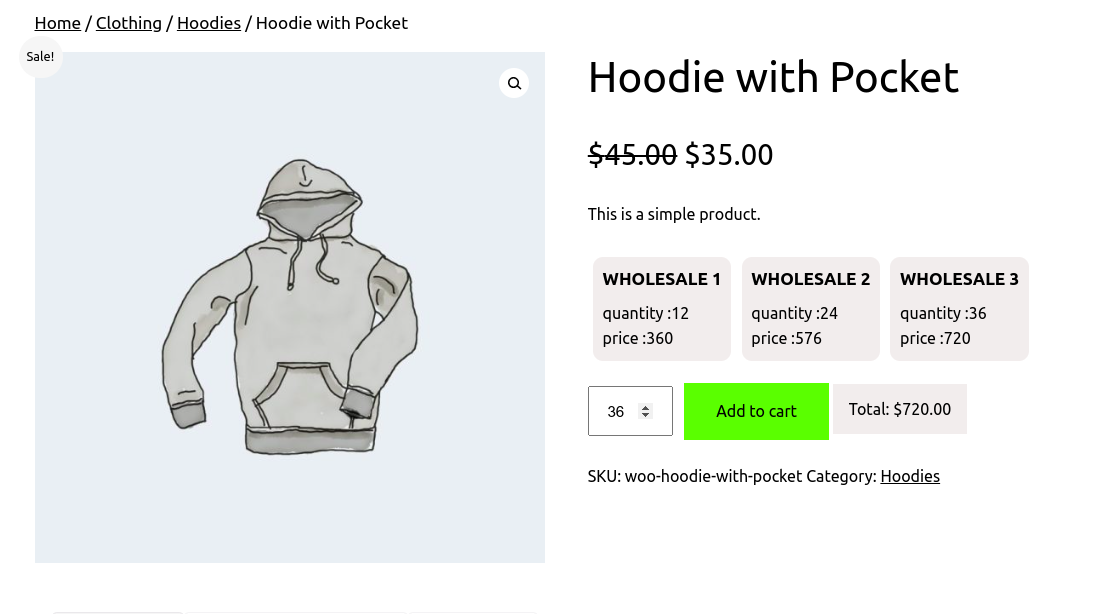 Home / Clothing / Hoodies / Hoodie with Pocket
Sale!
Hoodie with Pocket
$45.00 $35.00
This is a simple product.
WHOLESALE 1
quantity :12
price :360
WHOLESALE 2
quantity :24
price :576
WHOLESALE 3
quantity :36
price :720
36
Add to cart
Total: $720.00
SKU: woo-hoodie-with-pocket Category: Hoodies